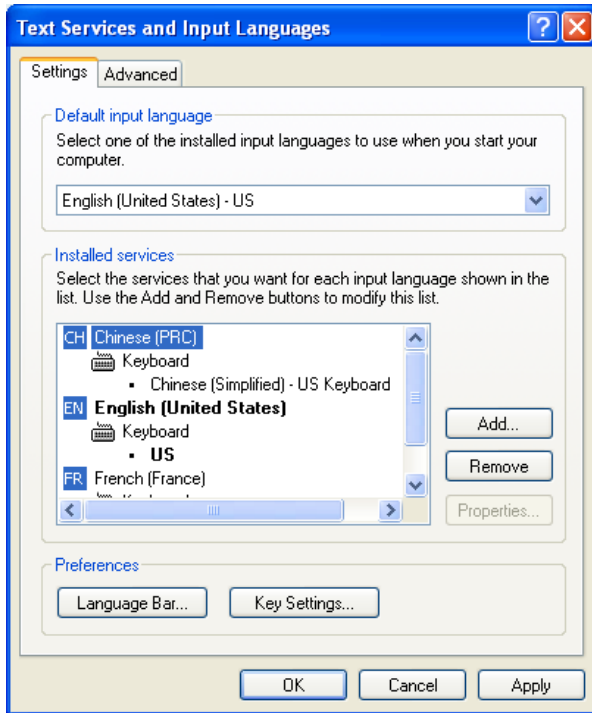 Text Services and Input Languages
Settings
Advanced
Default input language
Select one of the installed input languages to use when you start your
computer.
English (United States) - US
Installed services
Select the services that you want for each input language shown in the
list. Use the Add and Remove buttons to modify this list.
CH Chinese (PRC)
Keyboard
• Chinese (Simplified) - US Keyboard
EN English (United States)
Keyboard
• US
FR French (France)
Add...
Remove
Properties...
Preferences
Language Bar...
Key Settings...
OK
Cancel
Apply